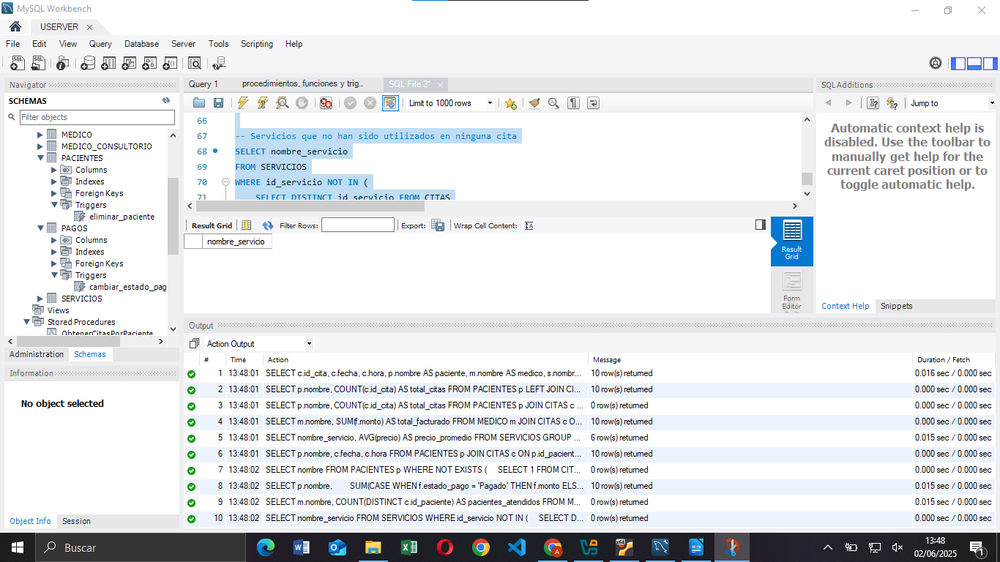 MySQL Workbench
USERVER
File Edit View Query Database Server Tools Scripting Help
Navigator
SCHEMAS
Filter objects
MEDICO
MEDICO_CONSULTORIO
PACIENTES
Columns
Indexes
Foreign Keys
Triggers
eliminar_paciente
PAGOS
Columns
Indexes
Foreign Keys
Triggers
cambiar_estado_pag
SERVICIOS
Views
Stored Procedures
ObtenerCitasPorPaciente
Administration Schemas
Information
No object selected
Object Info Session
Query 1 procedimientos, funciones y trig... SQL File 2*
Limit to 1000 rows
66
67 -- Servicios que no han sido utilizados en ninguna cita
68 SELECT nombre_servicio
69 FROM SERVICIOS
70 WHERE id_servicio NOT IN (
71 SELECT DISTINCT id_servicio FROM CITAS
Result Grid Filter Rows: Export: Wrap Cell Content:
nombre_servicio
Result Grid
Form Editor
SQLAdditions
Jump to
Automatic context help is
disabled. Use the toolbar to
manually get help for the
current caret position or to
toggle automatic help.
Context Help Snippets
Output
Action Output
# Time Action Message Duration / Fetch
1 13:48:01 SELECT c.id_cita, c.fecha, c.hora, p.nombre AS paciente, m.nombre AS medico, s.nombr... 10 row(s) returned 0.016 sec / 0.000 sec
2 13:48:01 SELECT p.nombre, COUNT(c.id_cita) AS total_citas FROM PACIENTES p LEFT JOIN CI... 10 row(s) returned 0.000 sec / 0.000 sec
3 13:48:01 SELECT p.nombre, COUNT(c.id_cita) AS total_citas FROM PACIENTES p JOIN CITAS c ... 0 row(s) returned 0.000 sec / 0.000 sec
4 13:48:01 SELECT m.nombre, SUM(f.monto) AS total_facturado FROM MEDICO m JOIN CITAS c O... 10 row(s) returned 0.000 sec / 0.000 sec
5 13:48:01 SELECT nombre_servicio, AVG(precio) AS precio_promedio FROM SERVICIOS GROUP ... 6 row(s) returned 0.015 sec / 0.000 sec
6 13:48:01 SELECT p.nombre, c.fecha, c.hora FROM PACIENTES p JOIN CITAS c ON p.id_pacient... 10 row(s) returned 0.000 sec / 0.000 sec
7 13:48:02 SELECT nombre FROM PACIENTES p WHERE NOT EXISTS ( SELECT 1 FROM CIT... 0 row(s) returned 0.000 sec / 0.000 sec
8 13:48:02 SELECT p.nombre, SUM(CASE WHEN f.estado_pago = 'Pagado' THEN f.monto ELS... 10 row(s) returned 0.015 sec / 0.000 sec
9 13:48:02 SELECT m.nombre, COUNT(DISTINCT c.id_paciente) AS pacientes_atendidos FROM M... 0 row(s) returned 0.015 sec / 0.000 sec
10 13:48:02 SELECT nombre_servicio FROM SERVICIOS WHERE id_servicio NOT IN ( SELECT D... 0 row(s) returned 0.000 sec / 0.000 sec
Buscar
13:48
02/06/2025
1